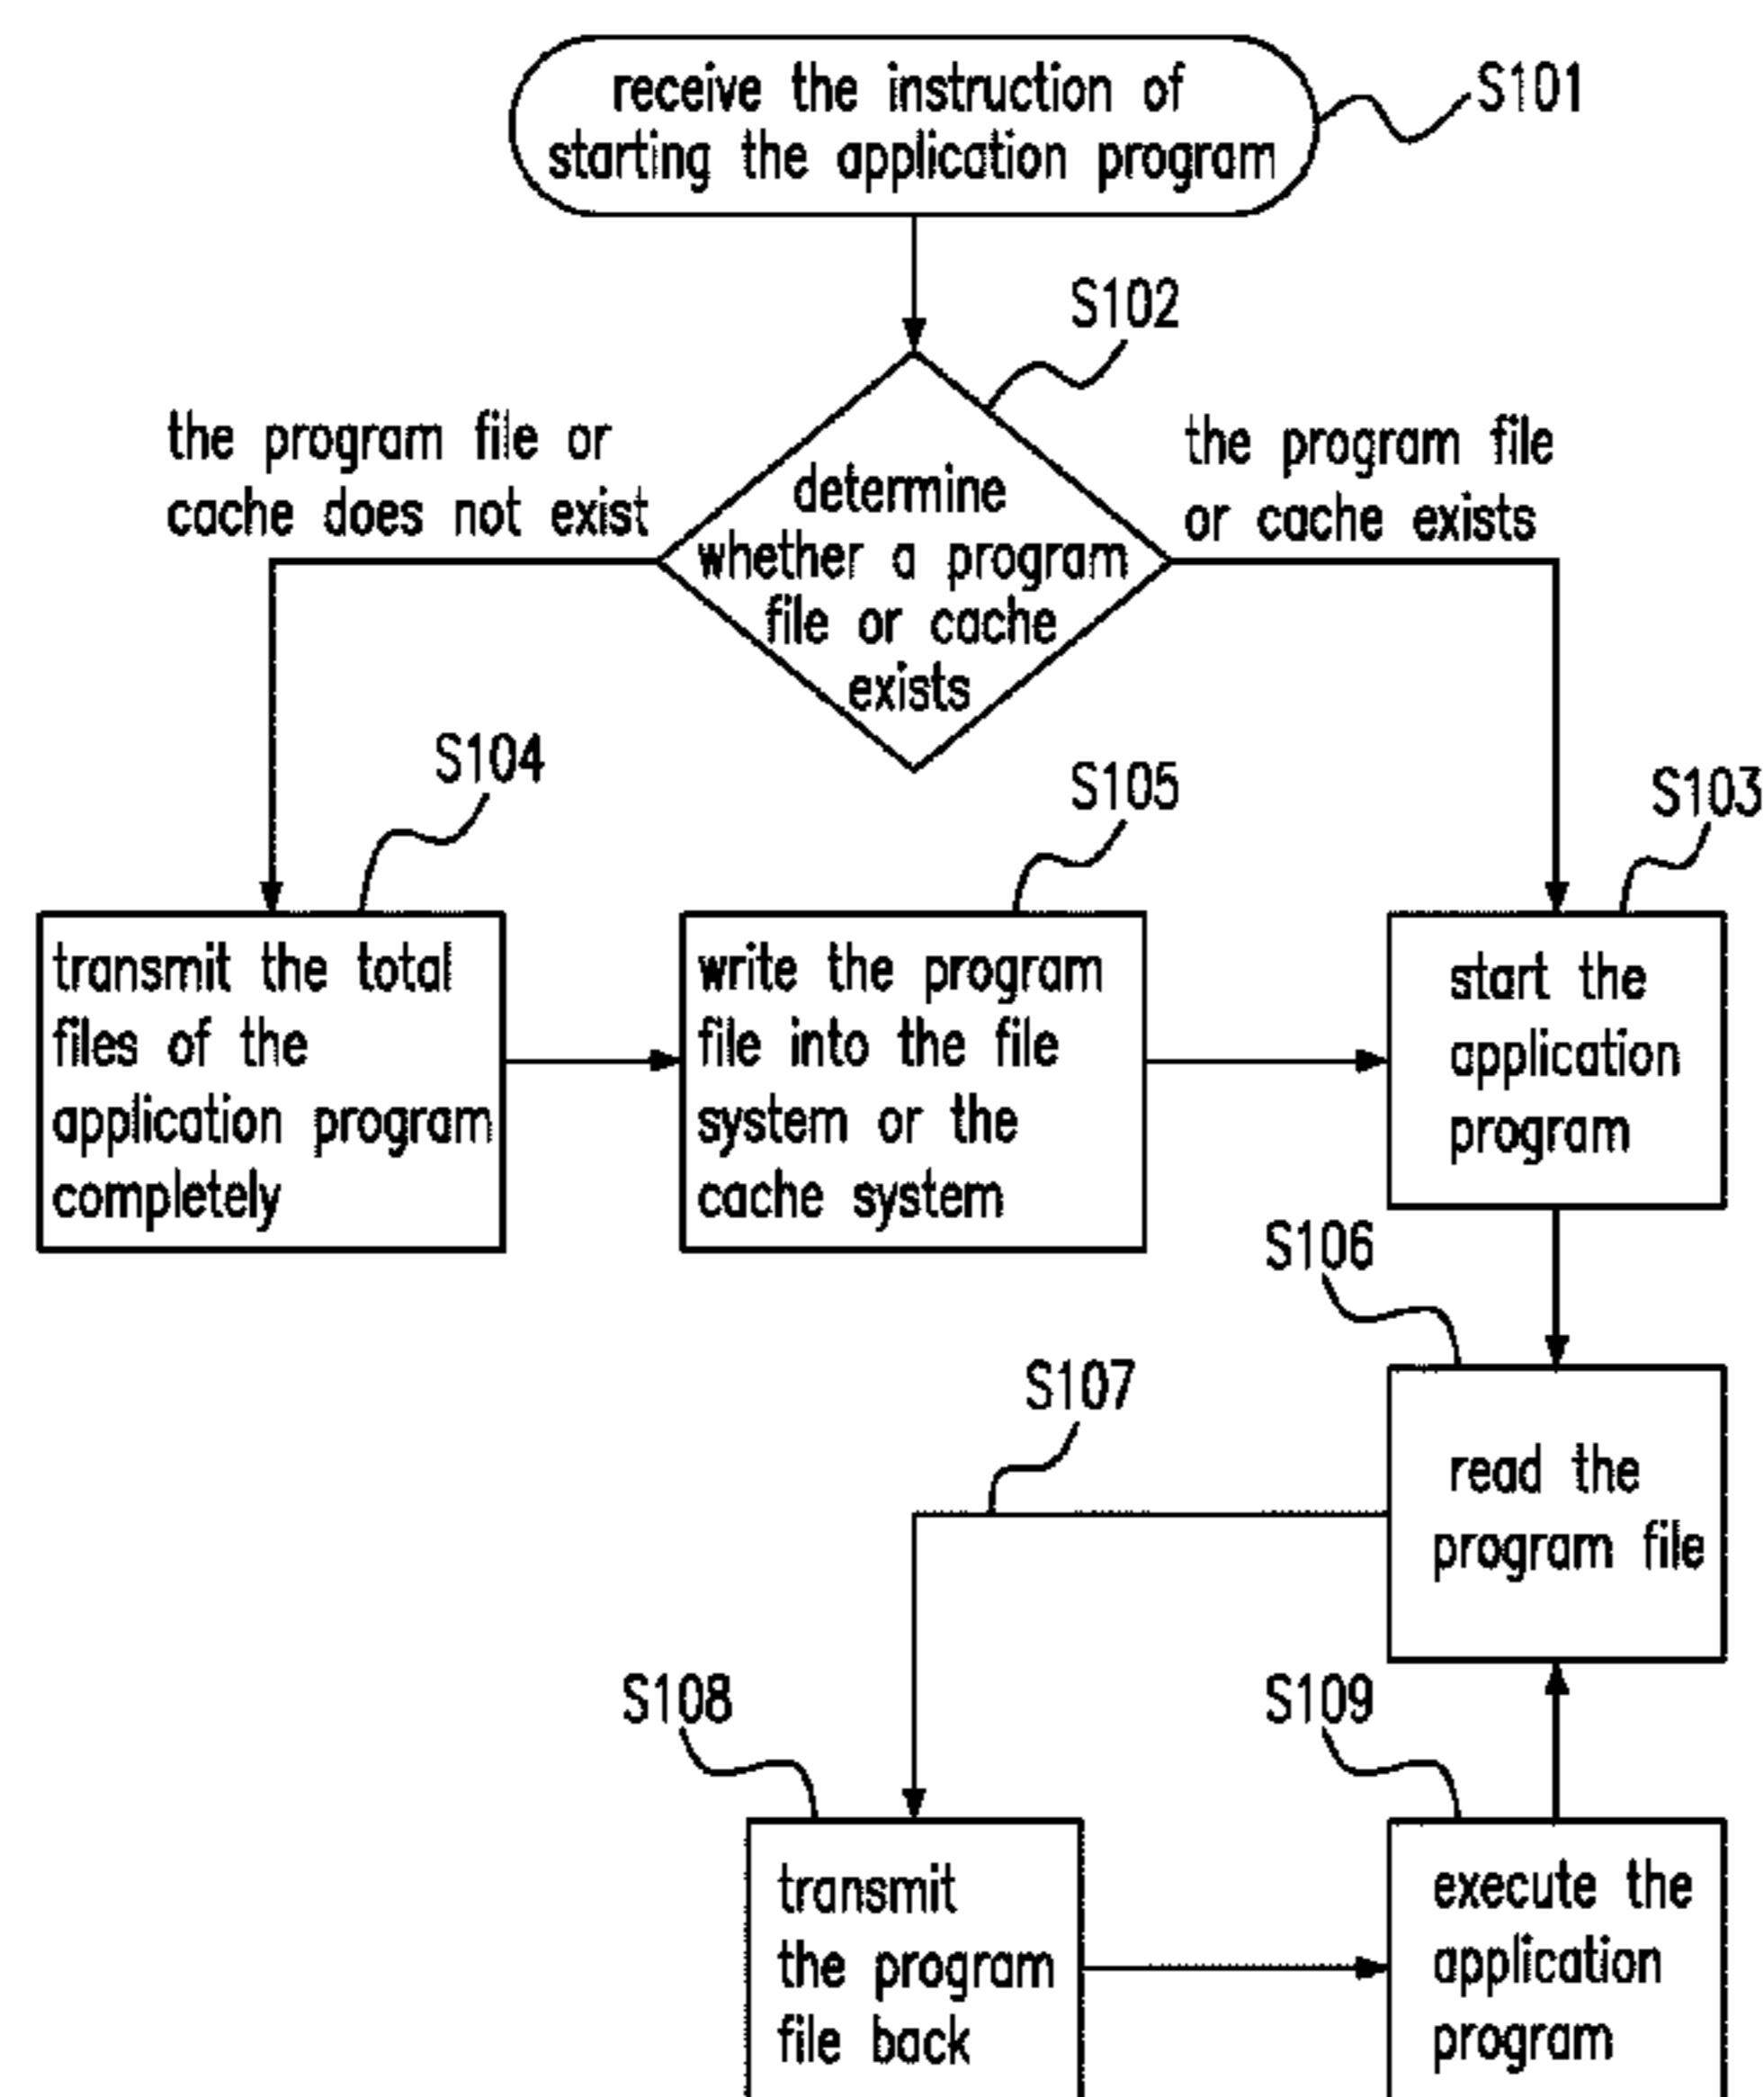 receive the instruction of
starting the application program
S101
S102
the program file or
cache does not exist
determine
whether a program
file or cache
exists
the program file
or cache exists
S104
S105
S103
transmit the total
files of the
application program
completely
write the program
file into the file
system or the
cache system
start the
application
program
S106
S107
read the
program file
S108
S109
transmit
the program
file back
execute the
application
program